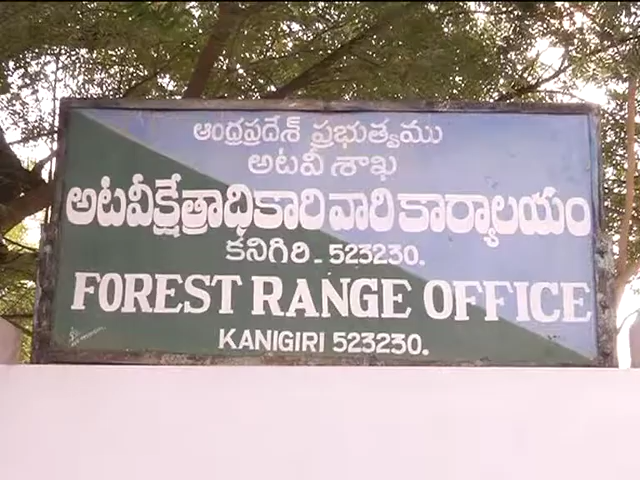 ఆంధ్రప్రదేశ్ ప్రభుత్వము
అటవీ శాఖ
అటవీక్షేత్రాధికారి వారి కార్యాలయం
కనిగిరి - 523230.
FOREST RANGE OFFICE
KANIGIRI 523230.